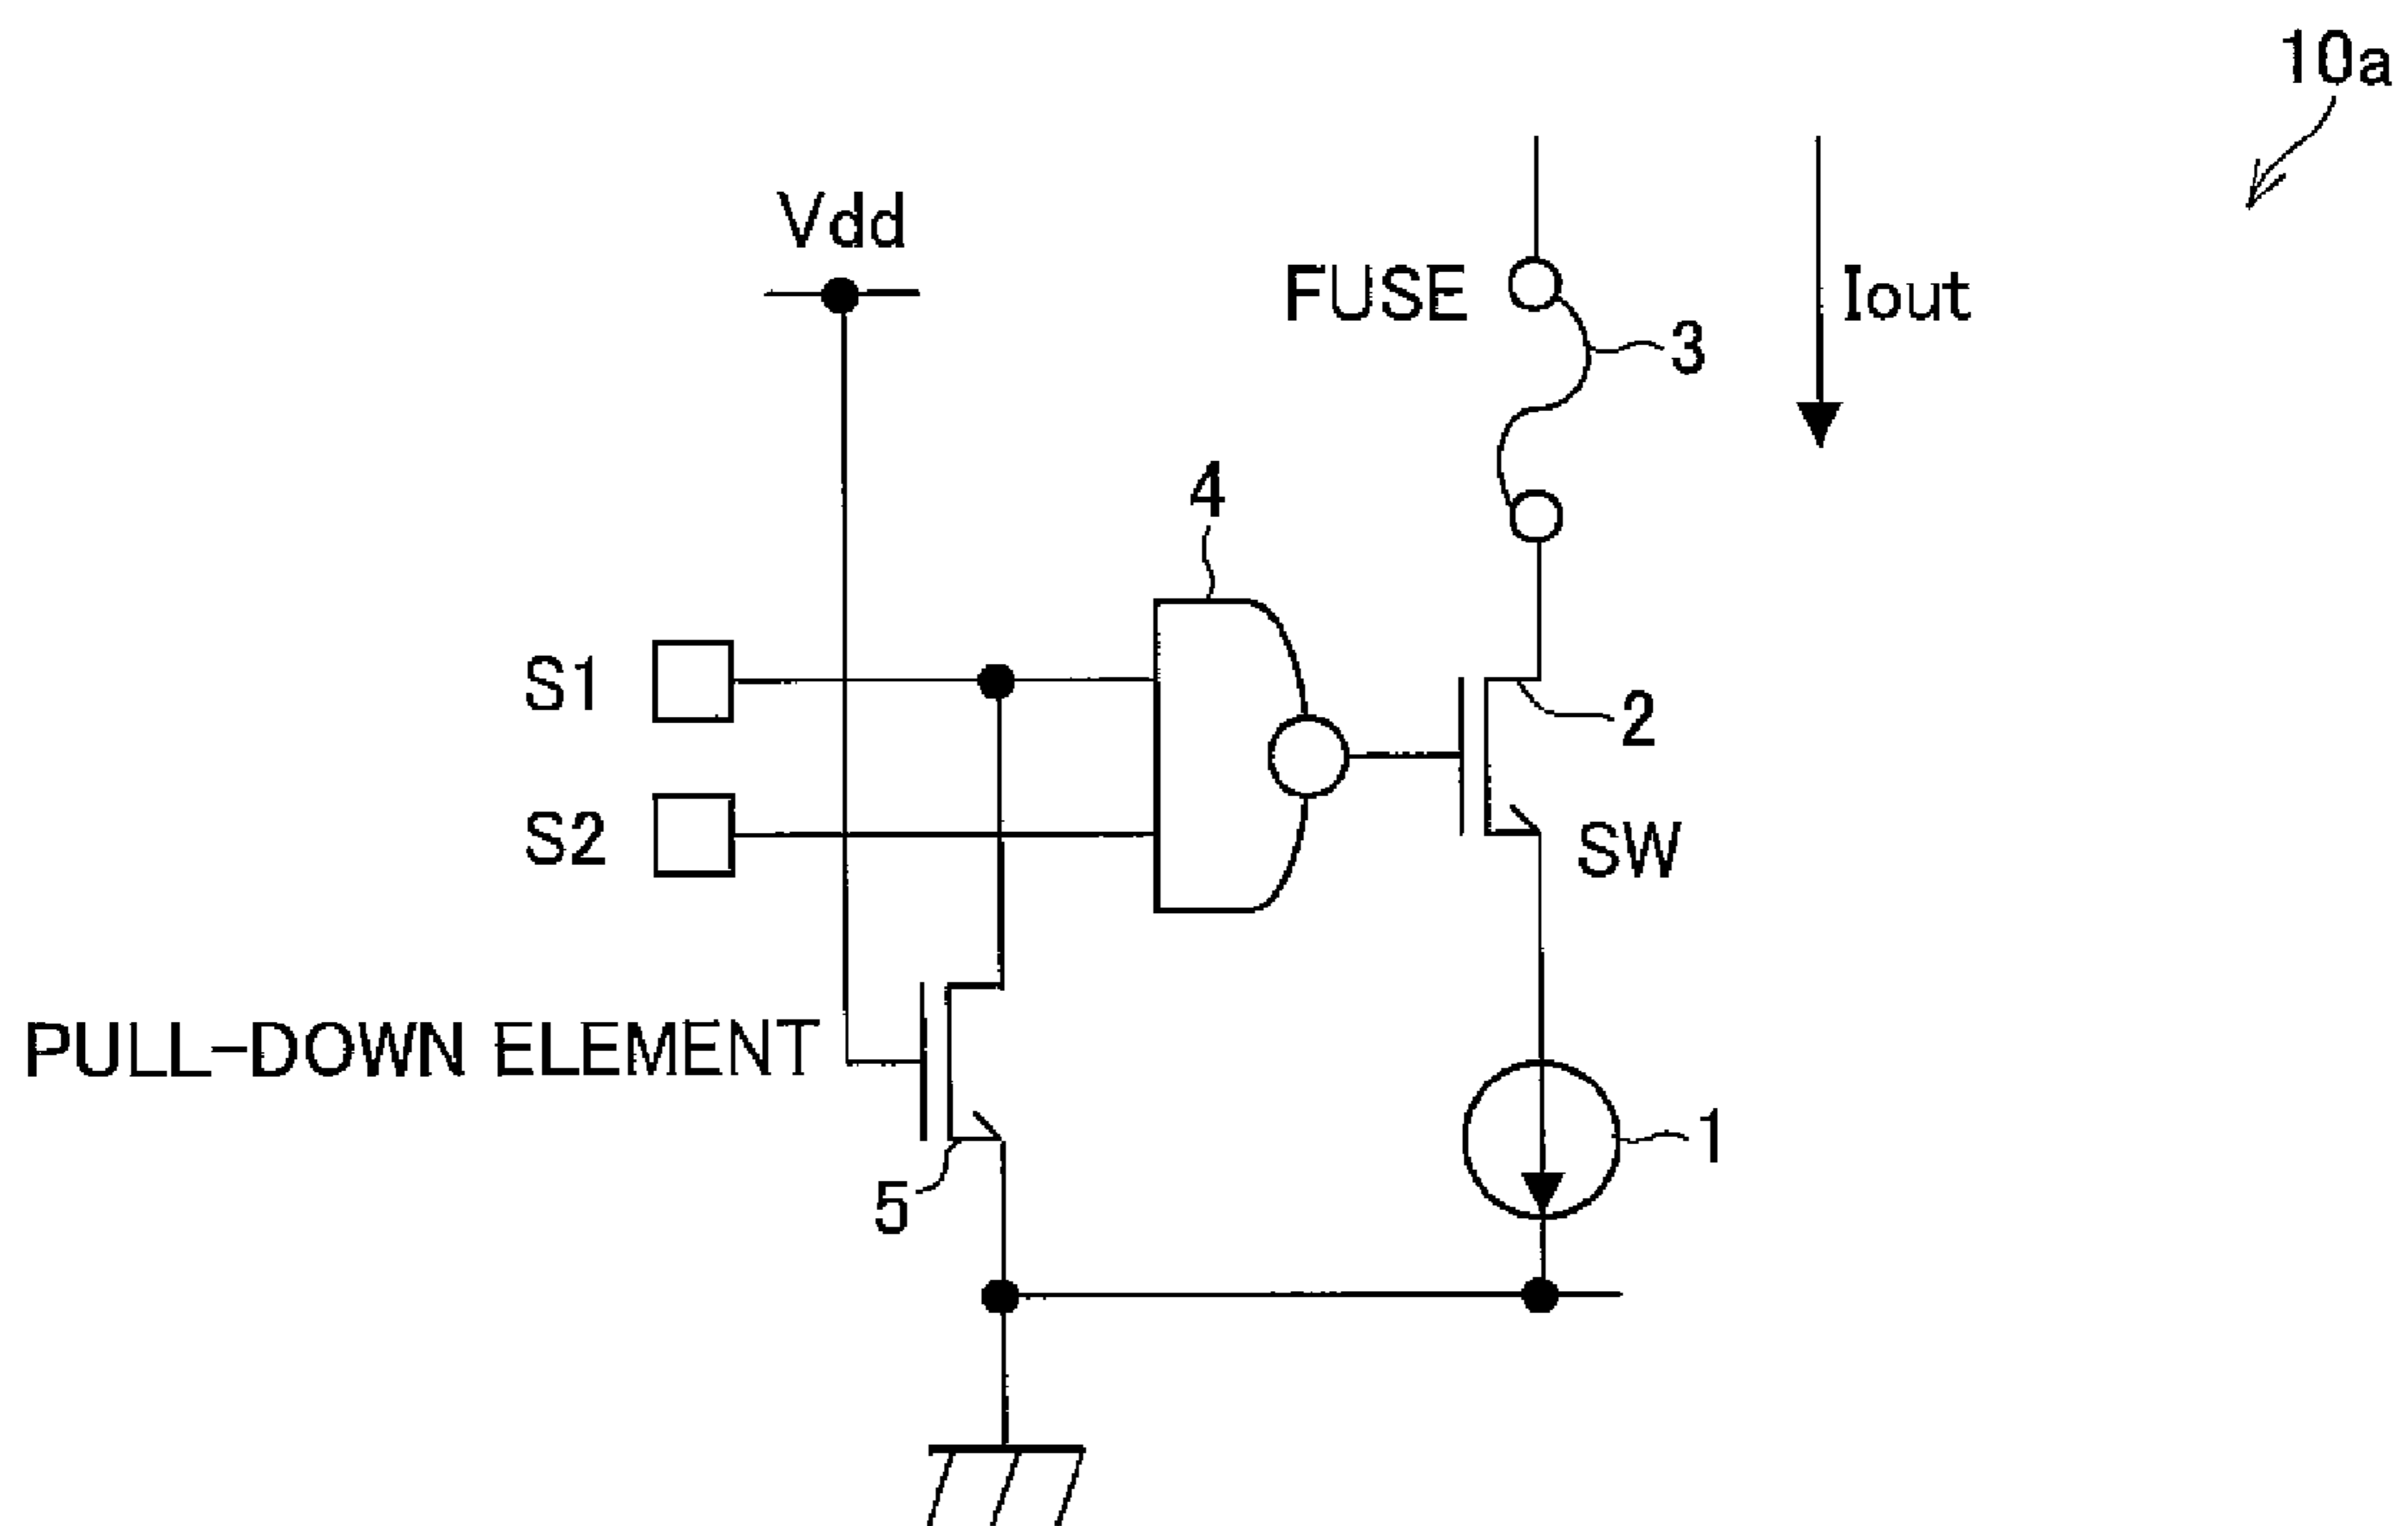 10a
Vdd
FUSE
Iout
3
4
S1
2
S2
SW
PULL-DOWN ELEMENT
1
5